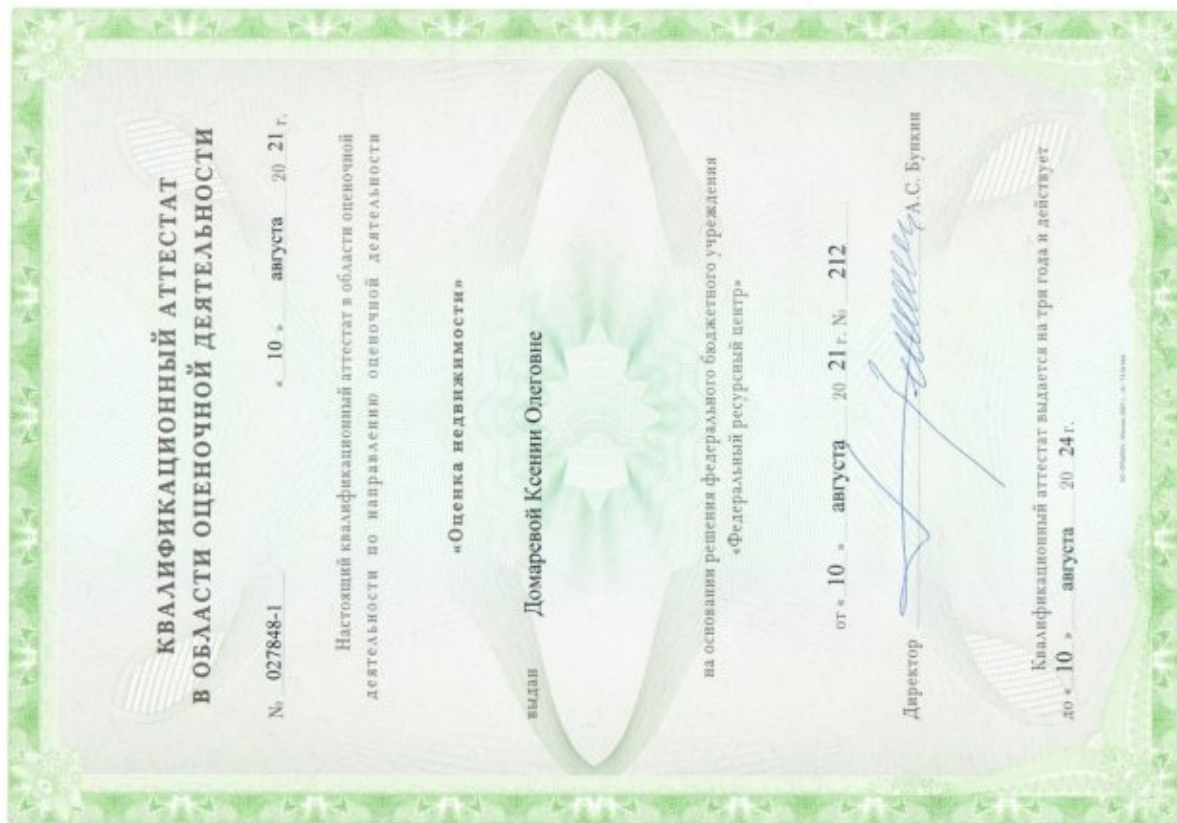 КВАЛИФИКАЦИОННЫЙ АТТЕСТАТ
В ОБЛАСТИ ОЦЕНОЧНОЙ ДЕЯТЕЛЬНОСТИ
№ 027848-1 « 10 » августа 20 21 г.
Настоящий квалификационный аттестат в области оценочной
деятельности по направлению оценочной деятельности
«Оценка недвижимости»
выдан Домаревой Ксении Олеговне
на основании решения федерального бюджетного учреждения
«Федеральный ресурсный центр»
от « 10 » августа 20 21 г. № 212
Директор А.С. Бункин
Квалификационный аттестат выдается на три года и действует
до « 10 » августа 20 24 г.